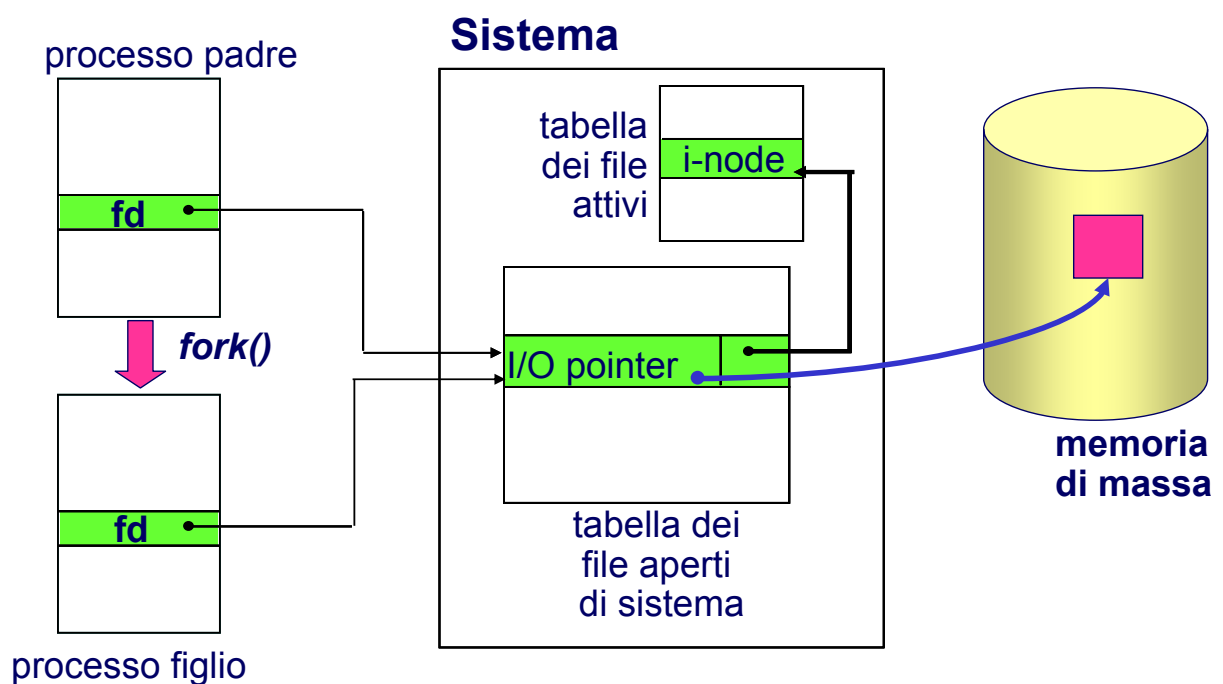 Sistema
processo padre
fd
fork()
fd
processo figlio
tabella
dei file
attivi
i-node
I/O pointer
tabella dei
file aperti
di sistema
memoria
di massa